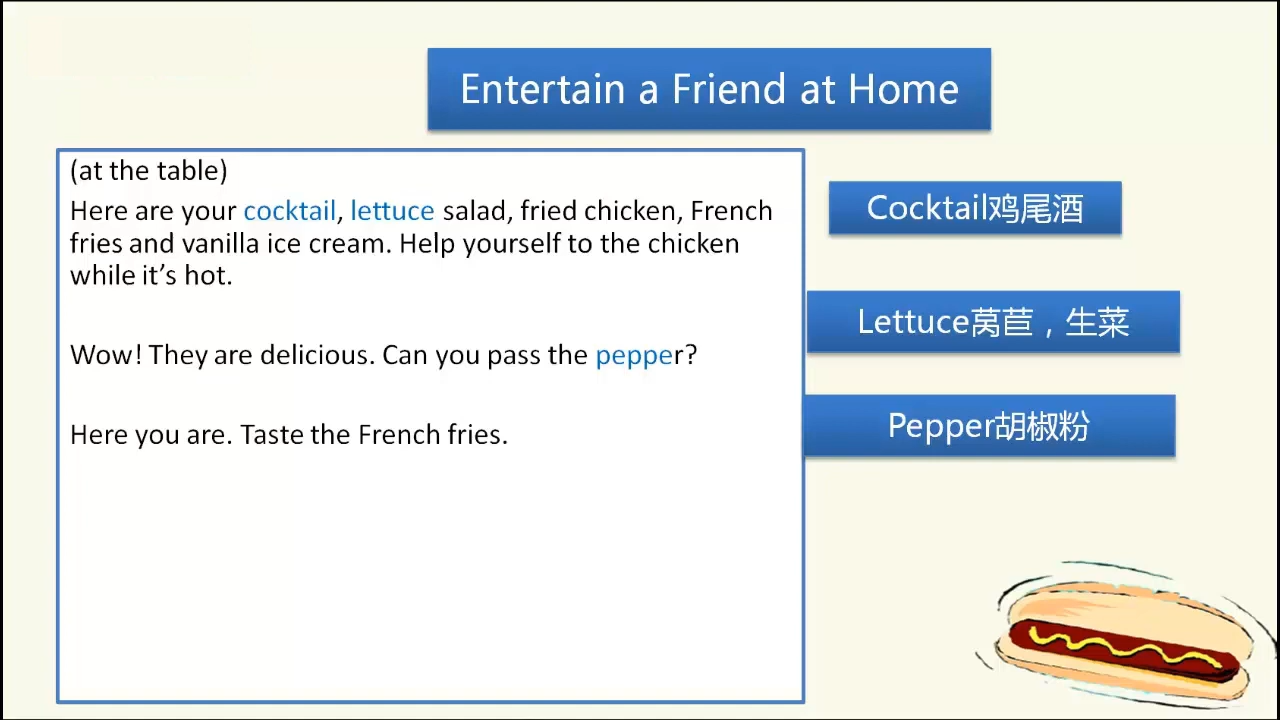 Entertain a Friend at Home
(at the table)
Here are your cocktail, lettuce salad, fried chicken, French
fries and vanilla ice cream. Help yourself to the chicken
while it’s hot.
Wow! They are delicious. Can you pass the pepper?
Here you are. Taste the French fries.
Cocktail鸡尾酒
Lettuce莴苣，生菜
Pepper胡椒粉